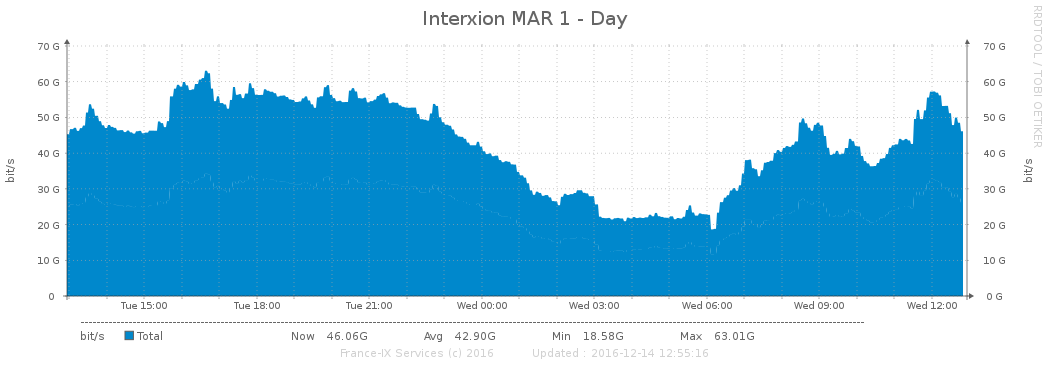 Interxion MAR 1 - Day
RRDTOOL / TOBI OETIKER
bit/s
70 G 70 G
60 G 60 G
50 G 50 G
40 G 40 G
30 G 30 G
20 G 20 G
10 G 10 G
0 0 G
bit/s
Tue 15:00 Tue 18:00 Tue 21:00 Wed 00:00 Wed 03:00 Wed 06:00 Wed 09:00 Wed 12:00
bit/s Total Now 46.06G Avg 42.90G Min 18.58G Max 63.01G
France-IX Services (c) 2016 Updated : 2016-12-14 12:55:16